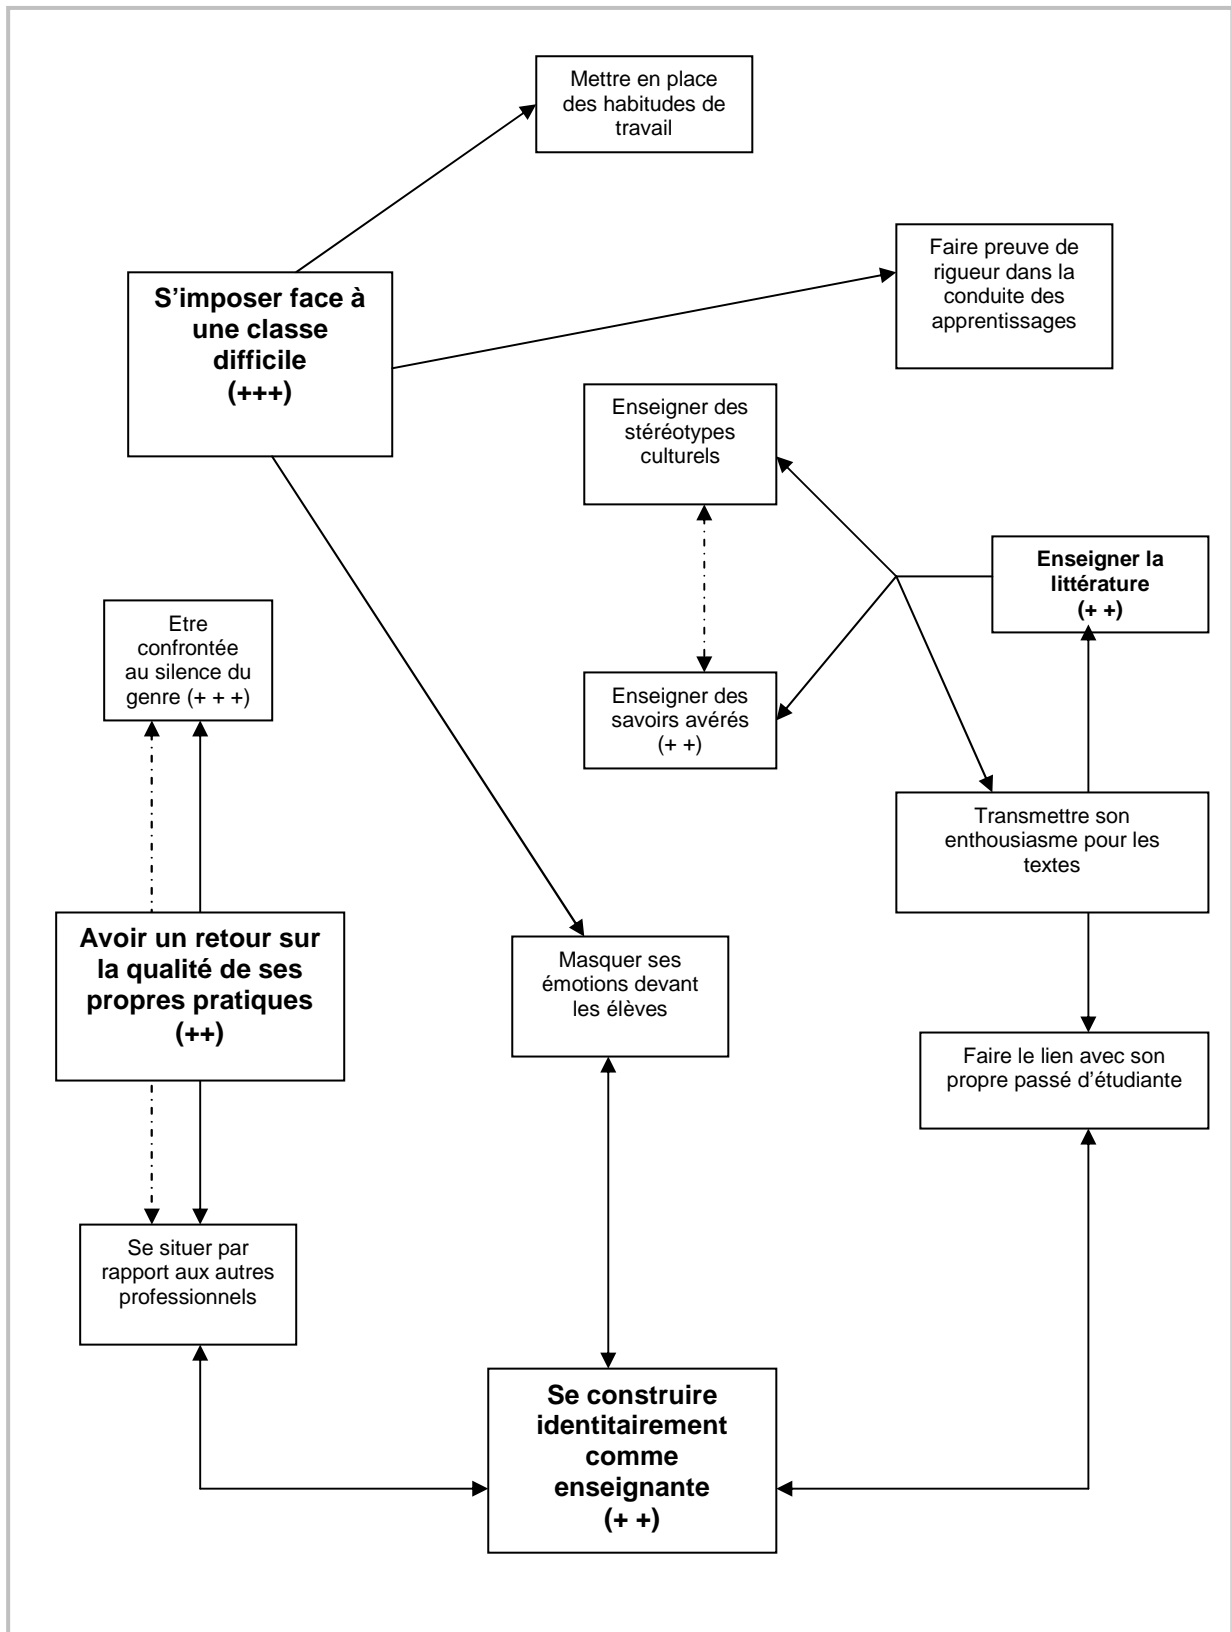 Mettre en place
des habitudes de
travail
Faire preuve de
rigueur dans la
conduite des
apprentissages
S’imposer face à
une classe
difficile
(+++)
Enseigner des
stéréotypes
culturels
Enseigner la
littérature
(+ +)
Etre
confrontée
au silence du
genre (+ + +)
Enseigner des
savoirs avérés
(+ +)
Transmettre son
enthousiasme pour les
textes
Avoir un retour sur
la qualité de ses
propres pratiques
(++)
Masquer ses
émotions devant
les élèves
Faire le lien avec son
propre passé d’étudiante
Se situer par
rapport aux autres
professionnels
Se construire
identitairement
comme
enseignante
(+ +)